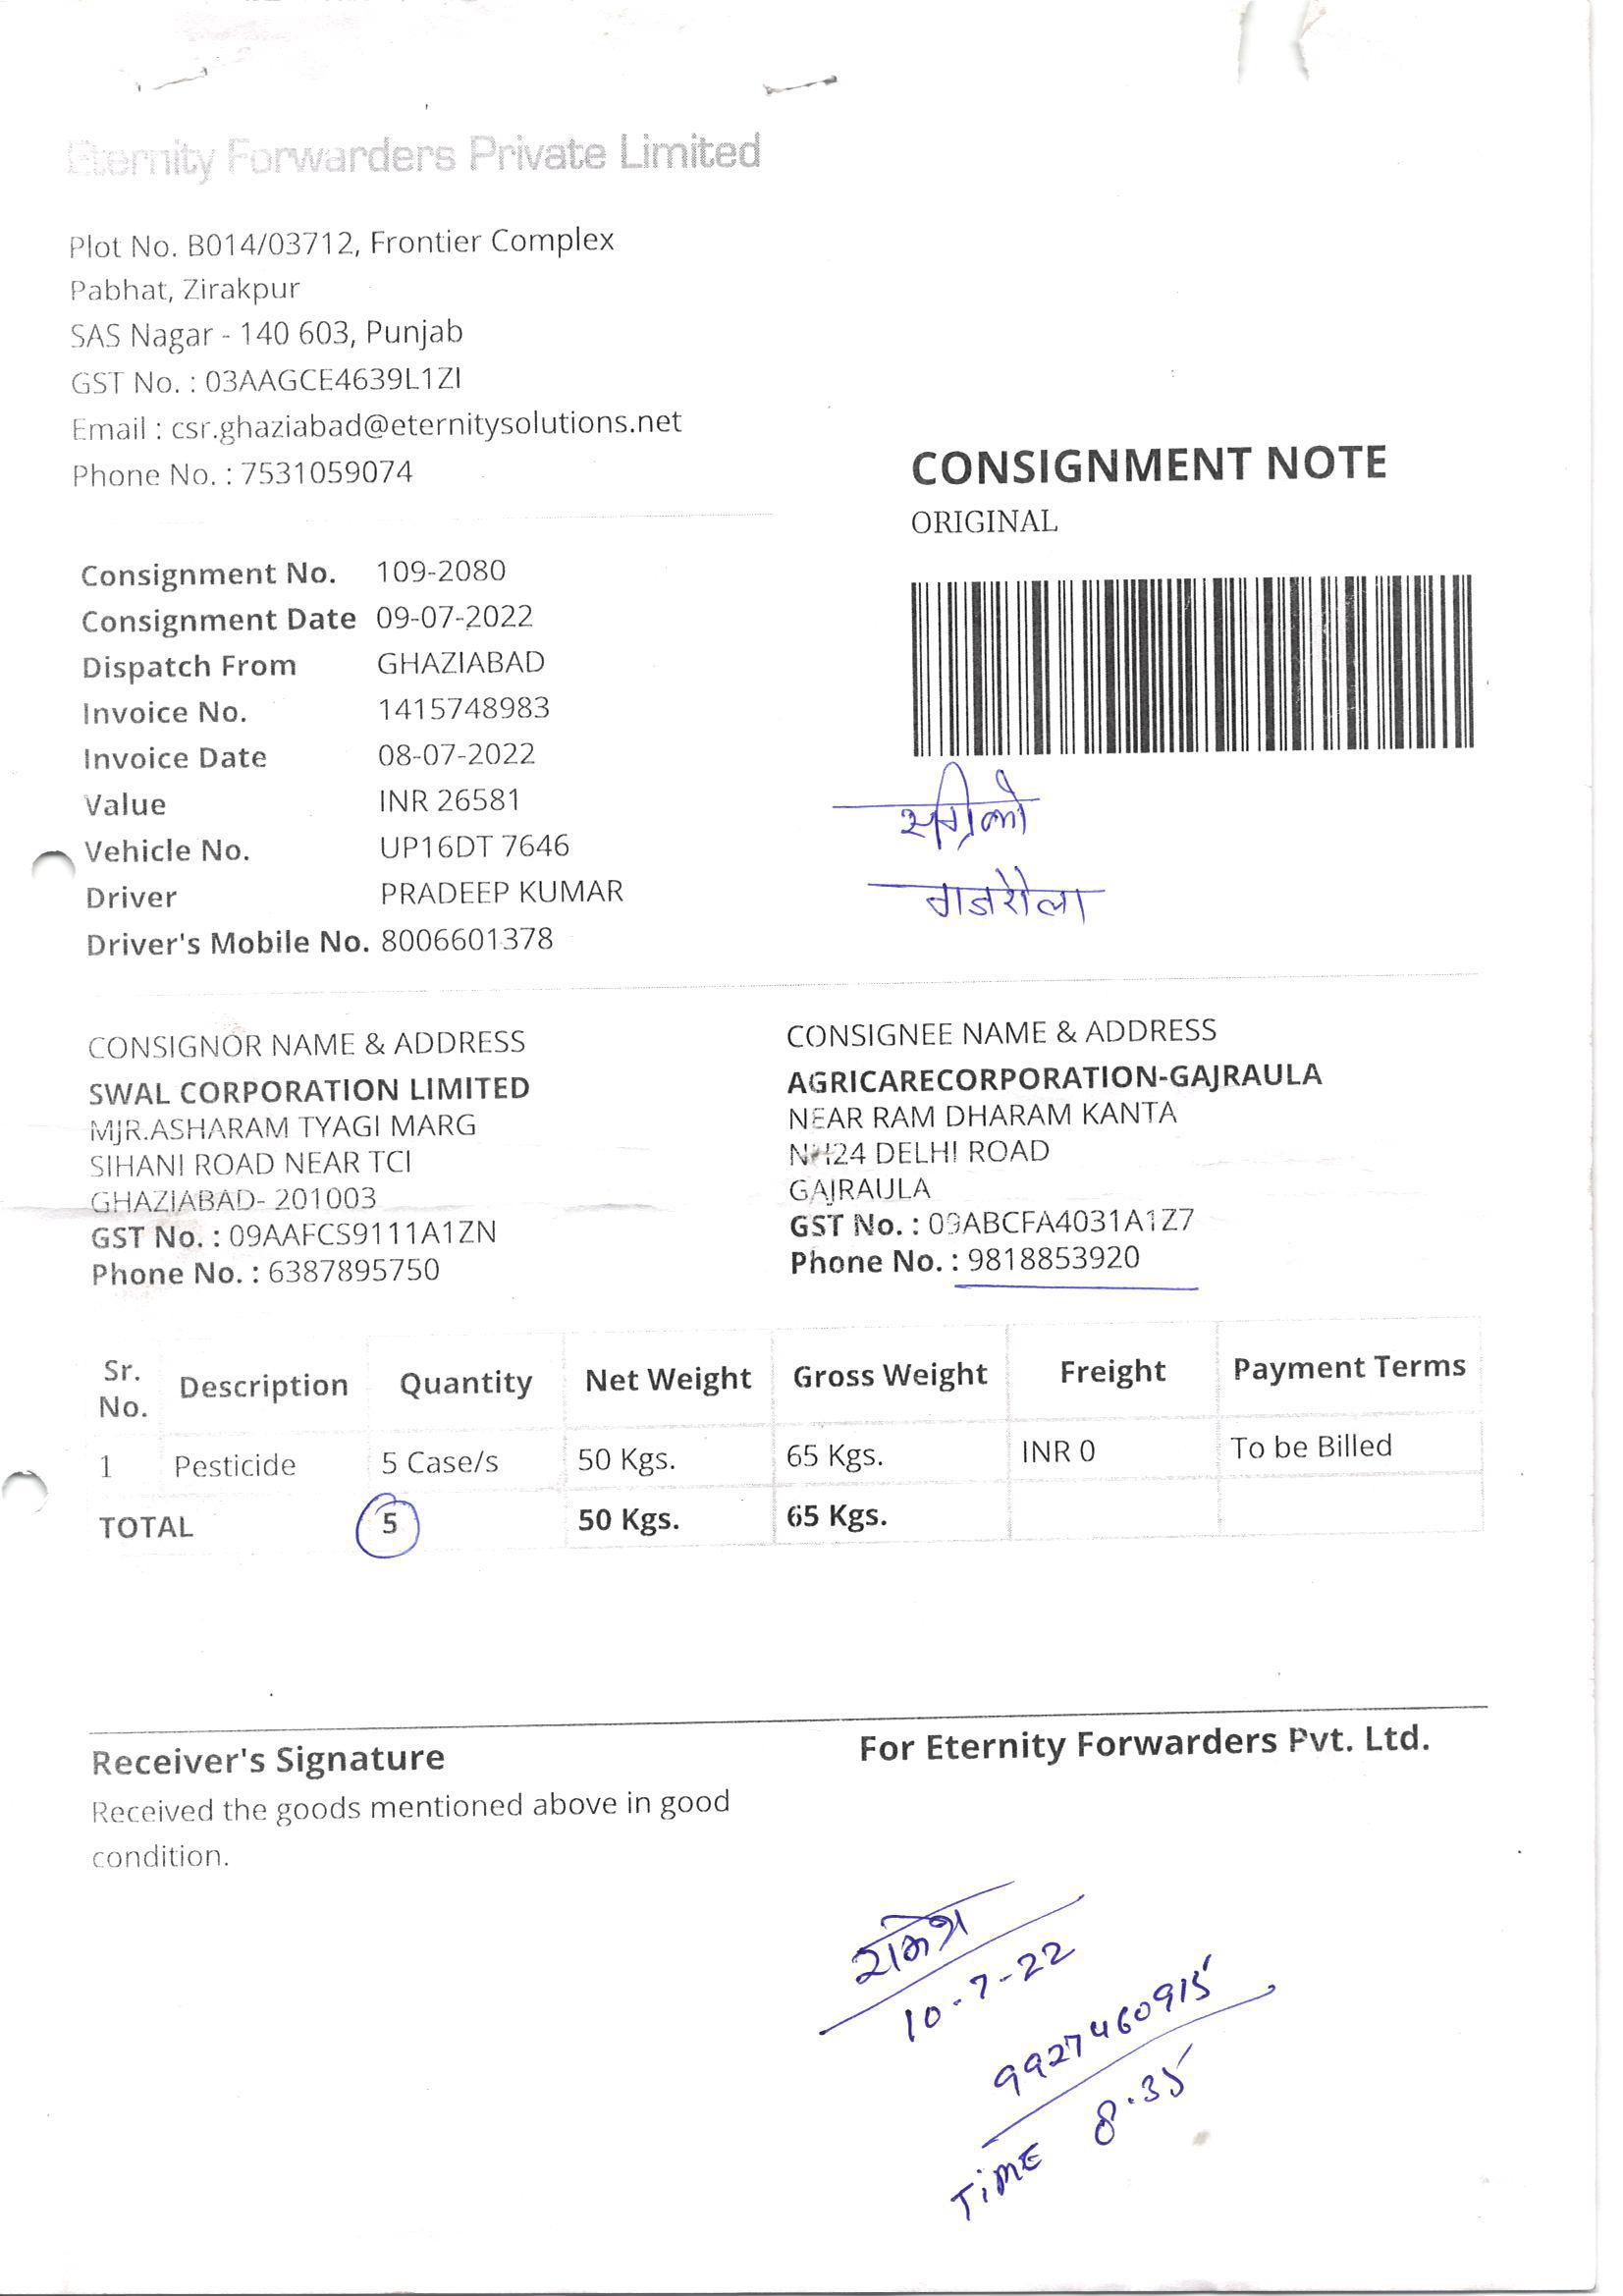 Eternity Forwarders Private Limited
Plot No. B014/03712, Frontier Complex
Pabhat, Zirakpur
SAS Nagar - 140 603, Punjab
GST No. : 03AAGCE4639L1ZI
Email : csr.ghaziabad@eternitysolutions.net
Phone No. : 7531059074
CONSIGNMENT NOTE
ORIGINAL
Consignment No. 109-2080
Consignment Date 09-07-2022
Dispatch From GHAZIABAD
Invoice No. 1415748983
Invoice Date 08-07-2022
Value INR 26581
Vehicle No. UP16DT 7646
Driver PRADEEP KUMAR
Driver's Mobile No. 8006601378
गजरौला
CONSIGNOR NAME & ADDRESS
SWAL CORPORATION LIMITED
MJR.ASHARAM TYAGI MARG
SIHANI ROAD NEAR TCI
GHAZIABAD- 201003
GST No. : 09AAFCS9111A1ZN
Phone No. : 6387895750
CONSIGNEE NAME & ADDRESS
AGRICARECORPORATION-GAJRAULA
NEAR RAM DHARAM KANTA
NH24 DELHI ROAD
GAJRAULA
GST No. : 09ABCFA4031A1Z7
Phone No. : 9818853920
Sr. No. Description Quantity Net Weight Gross Weight Freight Payment Terms
1 Pesticide 5 Case/s 50 Kgs. 65 Kgs. INR 0 To be Billed
TOTAL 5 50 Kgs. 65 Kgs.
Receiver's Signature
Received the goods mentioned above in good
condition.
For Eternity Forwarders Pvt. Ltd.
10-7-22
9927460915
TIME 8.35